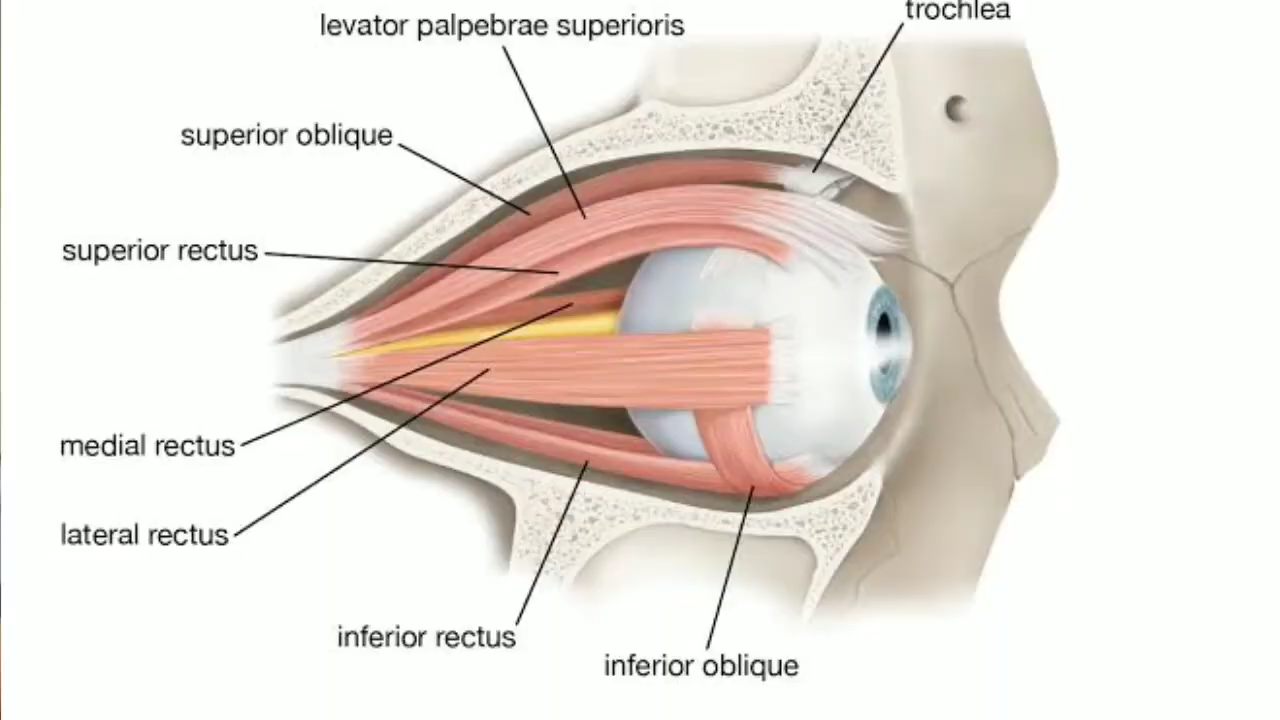 trochlea
levator palpebrae superioris
superior oblique
superior rectus
medial rectus
lateral rectus
inferior rectus
inferior oblique